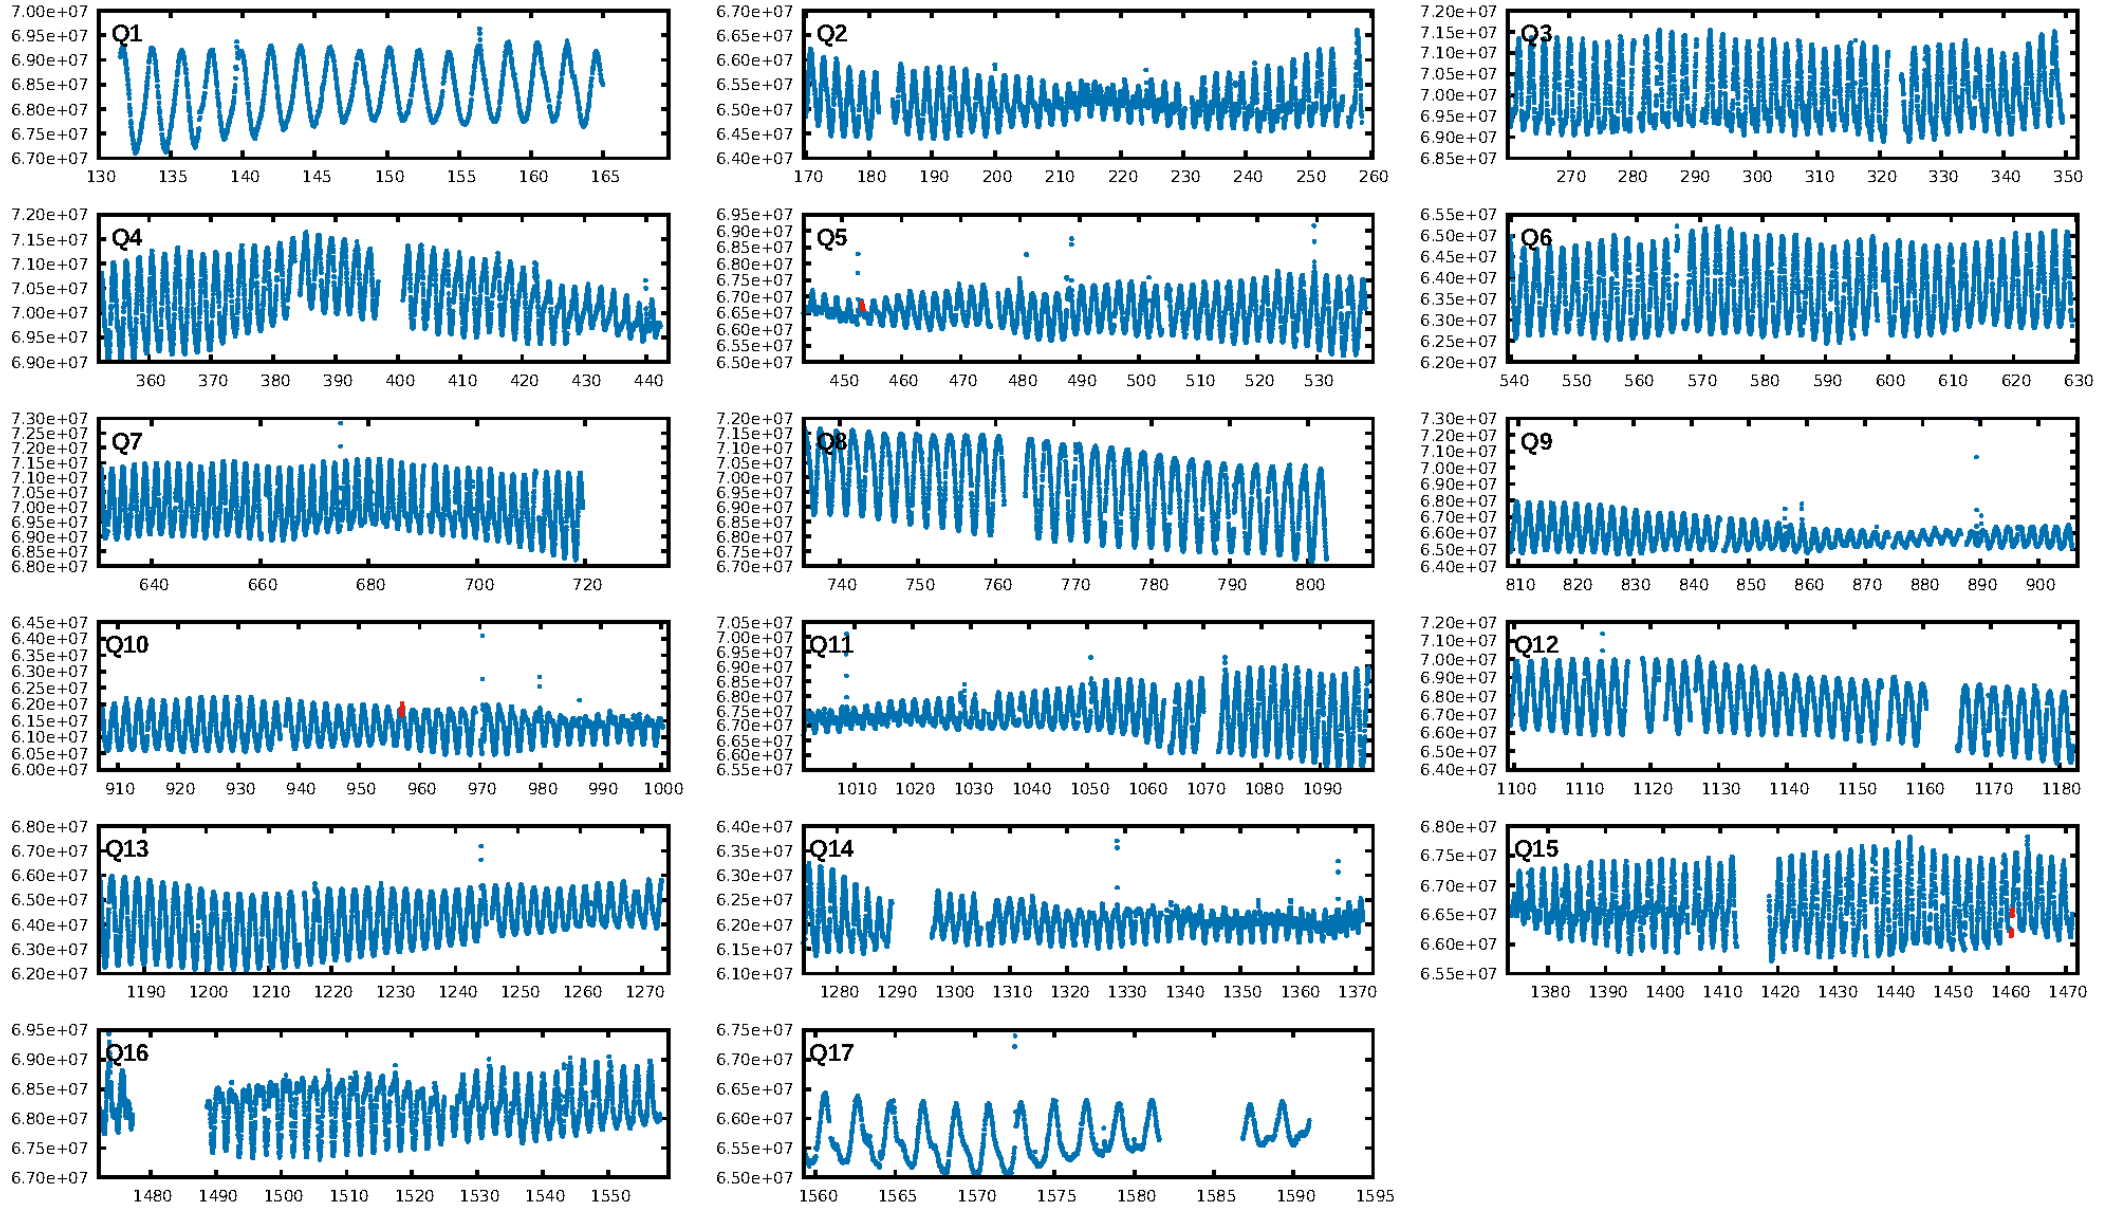 7.00e+07 6.95e+07 6.90e+07 6.85e+07 6.80e+07 6.75e+07 6.70e+07
Q1
130 135 140 145 150 155 160 165
6.70e+07 6.65e+07 6.60e+07 6.55e+07 6.50e+07 6.45e+07 6.40e+07
Q2
170 180 190 200 210 220 230 240 250 260
7.20e+07 7.15e+07 7.10e+07 7.05e+07 7.00e+07 6.95e+07 6.90e+07 6.85e+07
Q3
270 280 290 300 310 320 330 340 350
7.20e+07 7.15e+07 7.10e+07 7.05e+07 7.00e+07 6.95e+07 6.90e+07
Q4
360 370 380 390 400 410 420 430 440
6.95e+07 6.90e+07 6.85e+07 6.80e+07 6.75e+07 6.70e+07 6.65e+07 6.60e+07 6.55e+07 6.50e+07
Q5
450 460 470 480 490 500 510 520 530
6.55e+07 6.50e+07 6.45e+07 6.40e+07 6.35e+07 6.30e+07 6.25e+07 6.20e+07
Q6
540 550 560 570 580 590 600 610 620 630
7.30e+07 7.25e+07 7.20e+07 7.15e+07 7.10e+07 7.05e+07 7.00e+07 6.95e+07 6.90e+07 6.85e+07 6.80e+07
Q7
640 660 680 700 720
7.20e+07 7.15e+07 7.10e+07 7.05e+07 7.00e+07 6.95e+07 6.90e+07 6.85e+07 6.80e+07 6.75e+07 6.70e+07
Q8
740 750 760 770 780 790 800
7.30e+07 7.20e+07 7.10e+07 7.00e+07 6.90e+07 6.80e+07 6.70e+07 6.60e+07 6.50e+07 6.40e+07
Q9
810 820 830 840 850 860 870 880 890 900
6.45e+07 6.40e+07 6.35e+07 6.30e+07 6.25e+07 6.20e+07 6.15e+07 6.10e+07 6.05e+07 6.00e+07
Q10
910 920 930 940 950 960 970 980 990 1000
7.05e+07 7.00e+07 6.95e+07 6.90e+07 6.85e+07 6.80e+07 6.75e+07 6.70e+07 6.65e+07 6.60e+07 6.55e+07
Q11
1010 1020 1030 1040 1050 1060 1070 1080 1090
7.20e+07 7.10e+07 7.00e+07 6.90e+07 6.80e+07 6.70e+07 6.60e+07 6.50e+07 6.40e+07
Q12
1100 1110 1120 1130 1140 1150 1160 1170 1180
6.80e+07 6.70e+07 6.60e+07 6.50e+07 6.40e+07 6.30e+07 6.20e+07
Q13
1190 1200 1210 1220 1230 1240 1250 1260 1270
6.40e+07 6.35e+07 6.30e+07 6.25e+07 6.20e+07 6.15e+07 6.10e+07
Q14
1280 1290 1300 1310 1320 1330 1340 1350 1360 1370
6.80e+07 6.75e+07 6.70e+07 6.65e+07 6.60e+07 6.55e+07
Q15
1380 1390 1400 1410 1420 1430 1440 1450 1460 1470
6.95e+07 6.90e+07 6.85e+07 6.80e+07 6.75e+07 6.70e+07
Q16
1480 1490 1500 1510 1520 1530 1540 1550
6.75e+07 6.70e+07 6.65e+07 6.60e+07 6.55e+07 6.50e+07
Q17
1560 1565 1570 1575 1580 1585 1590 1595